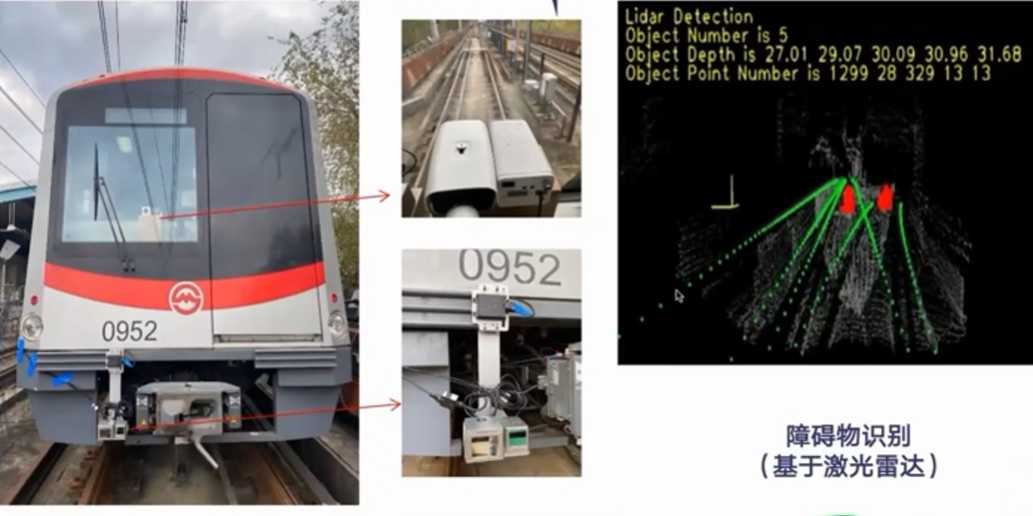 0952
0952
Lidar Detection
Object Number is 5
Object Depth is 27.01 29.07 30.09 30.96 31.68
Object Point Number is 1299 28 329 13 13
障碍物识别
（基于激光雷达）